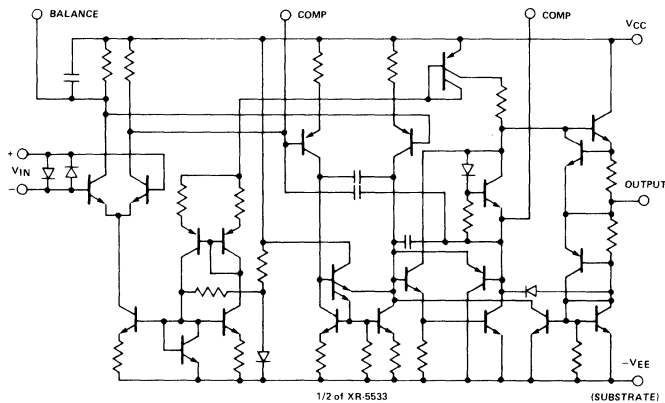 BALANCE
COMP
COMP
VCC
+
VIN
−
OUTPUT
−VEE
1/2 of XR-5533
(SUBSTRATE)